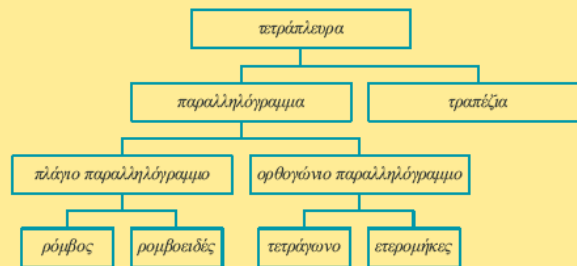 τετράπλευρα
παραλληλόγραμμα
τραπέζια
πλάγιο παραλληλόγραμμο
ορθογώνιο παραλληλόγραμμο
ρόμβος
ρομβοειδές
τετράγωνο
ετερομήκες